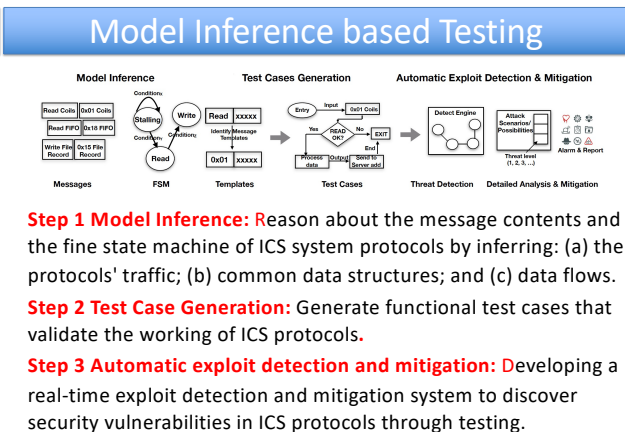 Model Inference based Testing
Model Inference
Test Cases Generation
Automatic Exploit Detection & Mitigation
Read Coils 0x01 Coils
Read FIFO 0x18 FIFO
Write File Record 0x15 File Record
Messages
Condition₁
Stalling
Write
Condition₁ Condition₂
Read
FSM
Read xxxxx
Identify Message Templates
0x01 xxxxx
Templates
Entry Input 0x01 Coils
Yes READ OK? No EXIT
End
Process data Output Send to Server add
Test Cases
Detect Engine
Threat Detection
Attack Scenarios/ Possibilities
Threat level (1, 2, 3, ...)
Alarm & Report
Detailed Analysis & Mitigation
Step 1 Model Inference: Reason about the message contents and
the fine state machine of ICS system protocols by inferring: (a) the
protocols' traffic; (b) common data structures; and (c) data flows.
Step 2 Test Case Generation: Generate functional test cases that
validate the working of ICS protocols.
Step 3 Automatic exploit detection and mitigation: Developing a
real-time exploit detection and mitigation system to discover
security vulnerabilities in ICS protocols through testing.